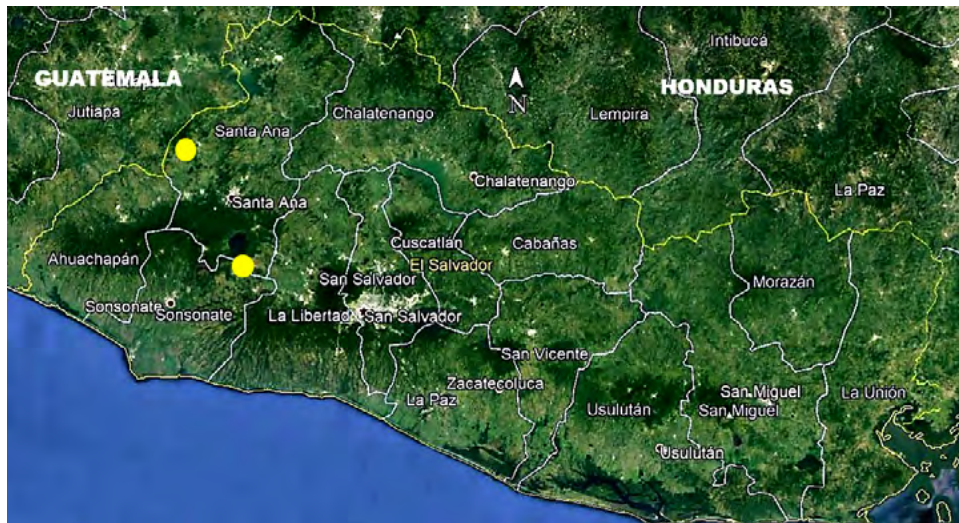 Intibucá
GUATEMALA
HONDURAS
Jutiapa
N
Chalatenango
Lempira
Santa Ana
Chalatenango
La Paz
Santa Ana
Cuscatlán
Cabañas
Ahuachapán
El Salvador
San Salvador
Morazán
Sonsonate
Sonsonate
La Libertad
San Salvador
San Vicente
Zacatecoluca
San Miguel
La Unión
La Paz
Usulután
San Miguel
Usulután